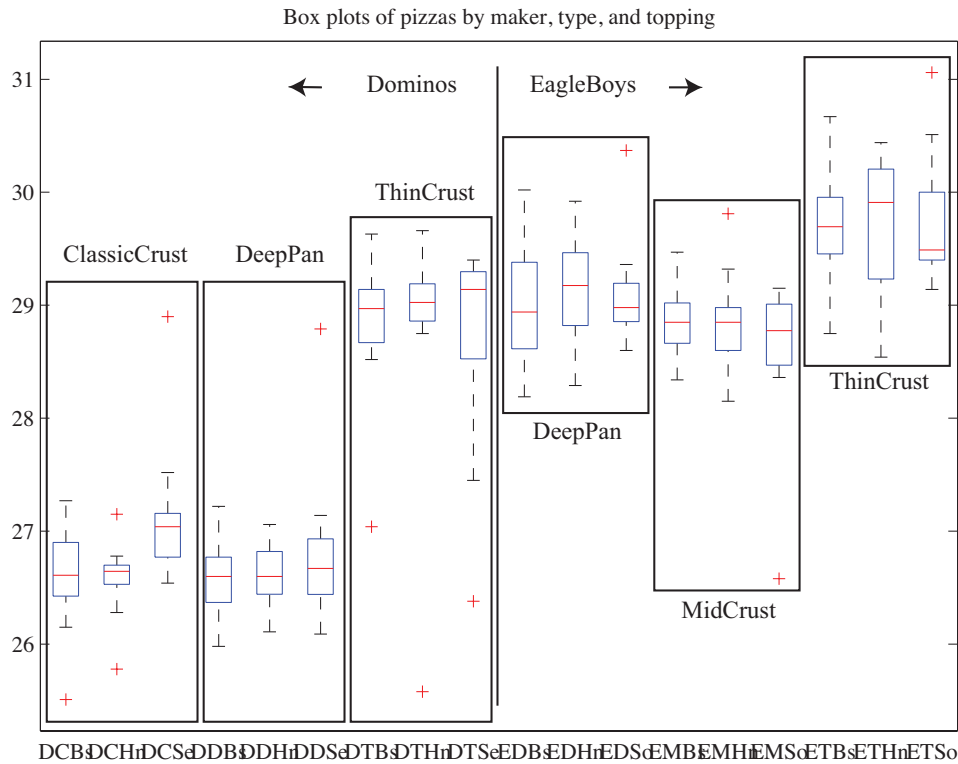 Box plots of pizzas by maker, type, and topping
31
30
29
28
27
26
Dominos
EagleBoys
ThinCrust
ClassicCrust
DeepPan
DeepPan
MidCrust
ThinCrust
DCBs DCHn DCSe DDBs DDHn DDSe DTBs DTHn DTSe EDBs EDHn EDSo EMBs EMHn EMSo ETBs ETHn ETSo